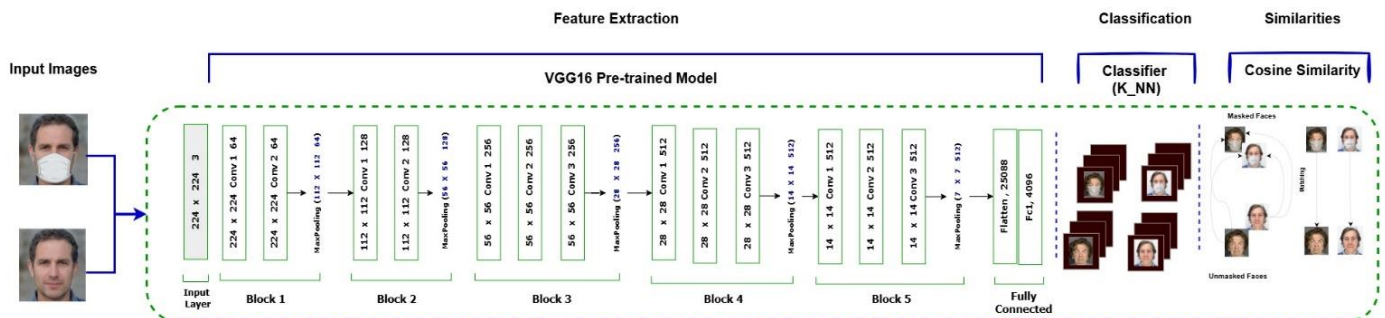 Feature Extraction
Classification
Similarities
Input Images
VGG16 Pre-trained Model
Classifier
(K_NN)
Cosine Similarity
224 x 224 3
224 x 224 Conv 1 64
224 x 224 Conv 2 64
MaxPooling (112 X 112 64)
112 x 112 Conv 1 128
112 x 112 Conv 2 128
MaxPooling (56 X 56 128)
56 x 56 Conv 1 256
56 x 56 Conv 2 256
56 x 56 Conv 3 256
MaxPooling (28 X 28 256)
28 x 28 Conv 1 512
28 x 28 Conv 2 512
28 x 28 Conv 3 512
MaxPooling (14 X 14 512)
14 x 14 Conv 1 512
14 x 14 Conv 2 512
14 x 14 Conv 3 512
MaxPooling (7 X 7 512)
Flatten , 25088
Fc1, 4096
Masked Faces
Unmasked Faces
Input
Layer
Block 1
Block 2
Block 3
Block 4
Block 5
Fully
Connected